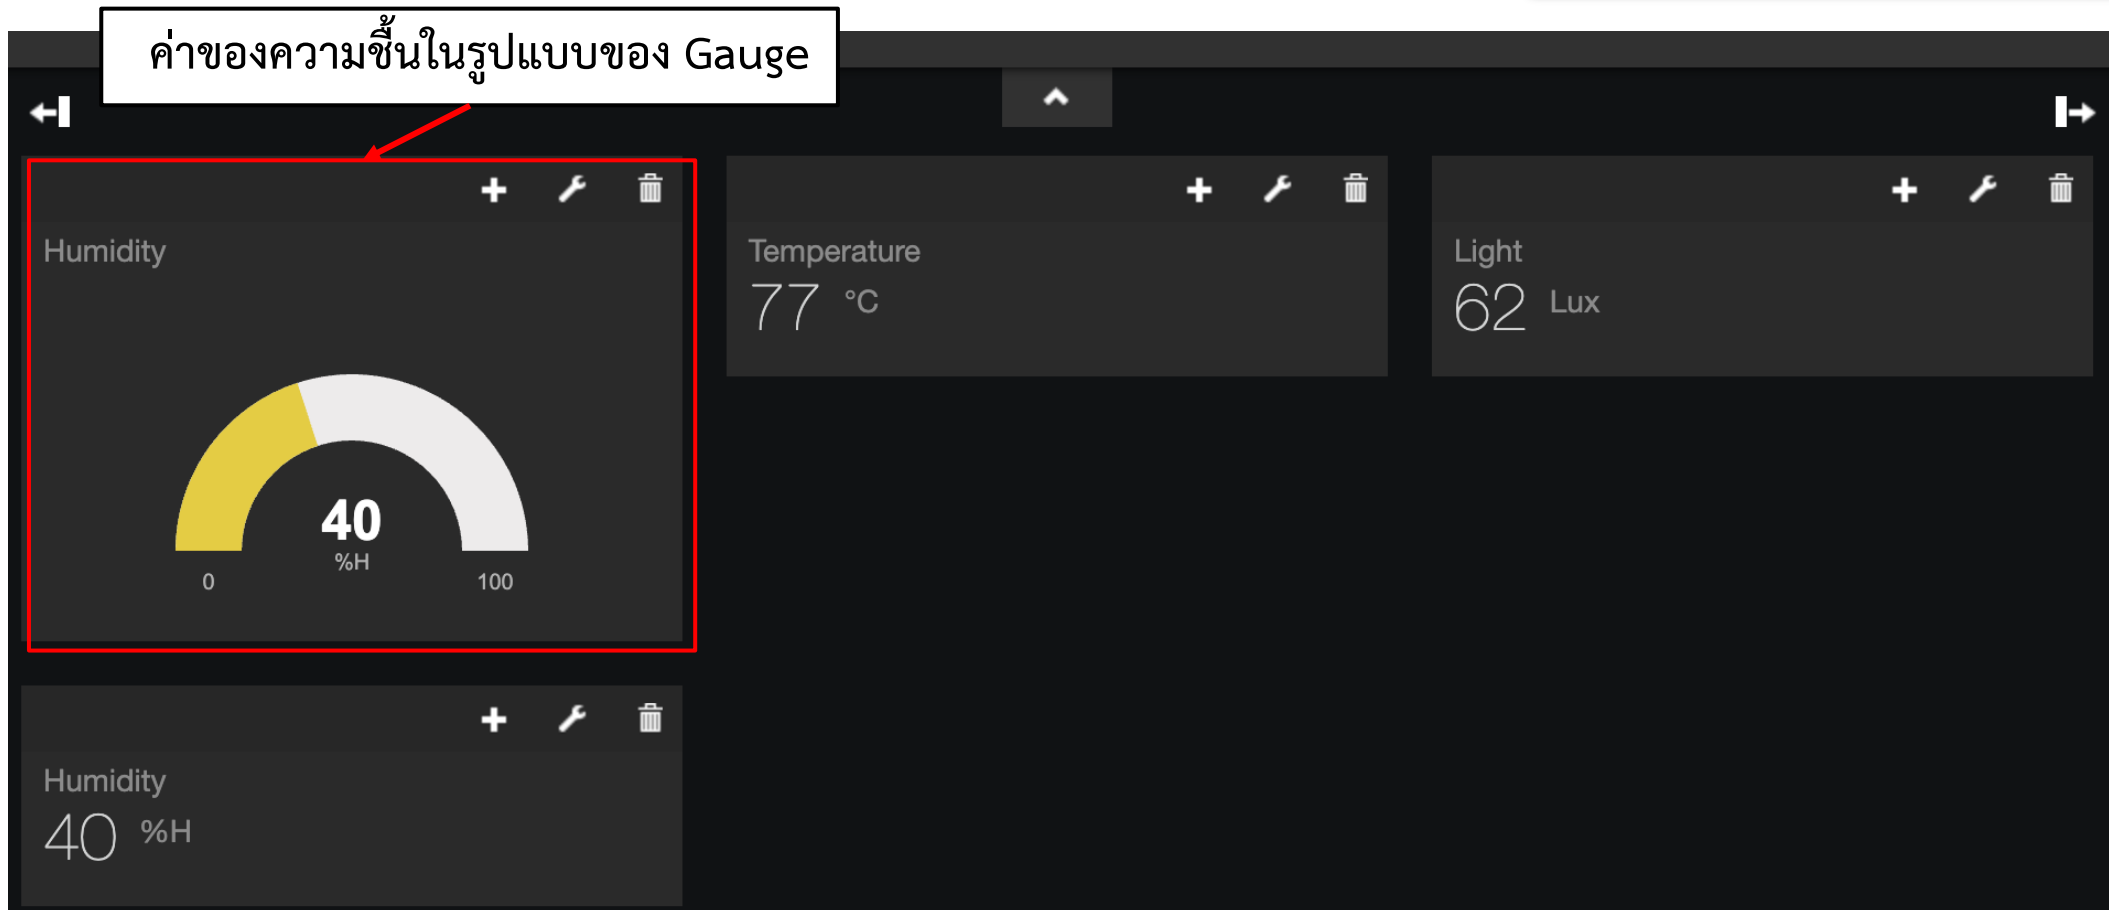 ค่าของความชื้นในรูปแบบของ Gauge
Humidity
40
%H
0
100
Temperature
77 °C
Light
62 Lux
Humidity
40 %H